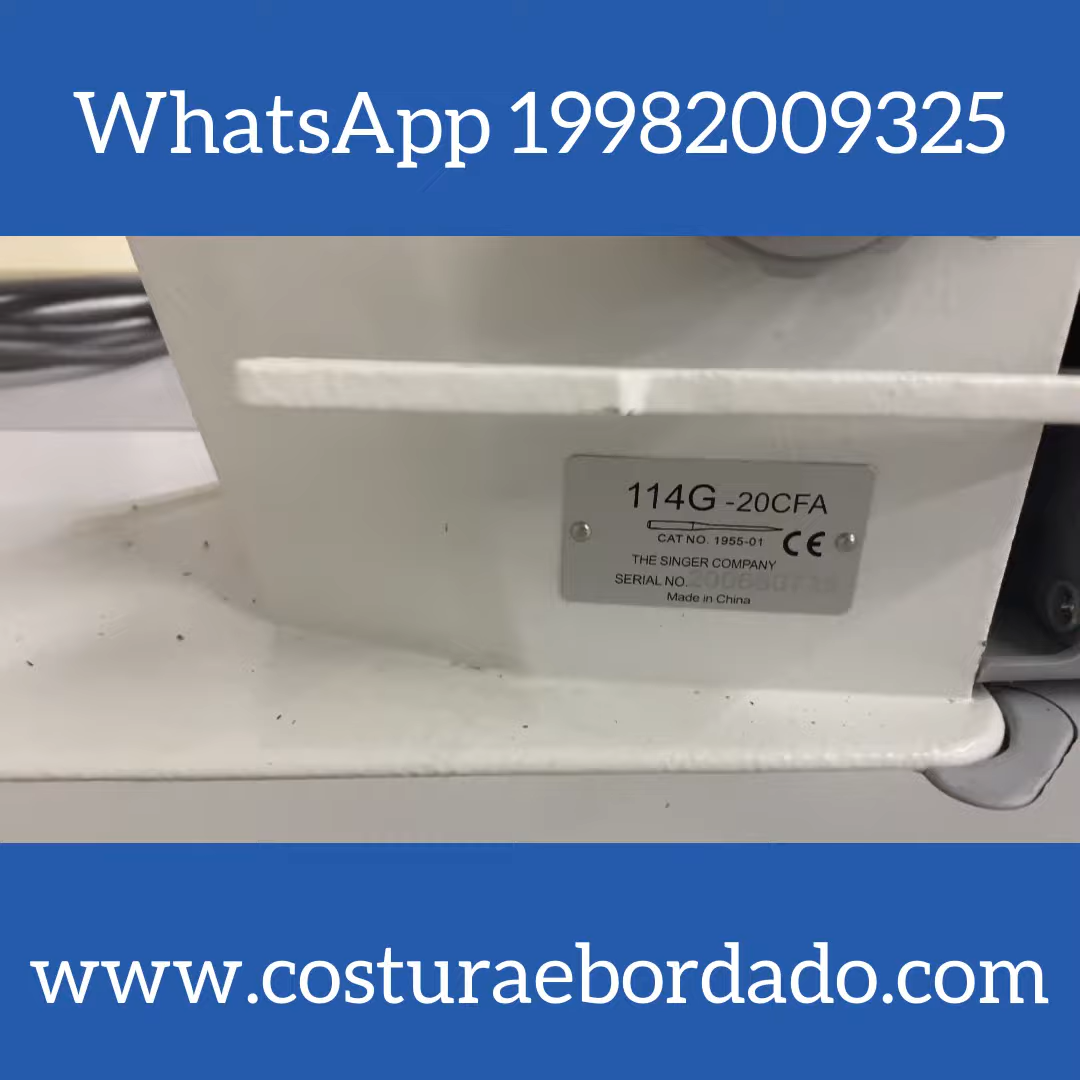 WhatsApp 19982009325
114G -20CFA
CAT NO. 1955-01 CE
THE SINGER COMPANY
SERIAL NO.
Made in China
www.costuraebordado.com